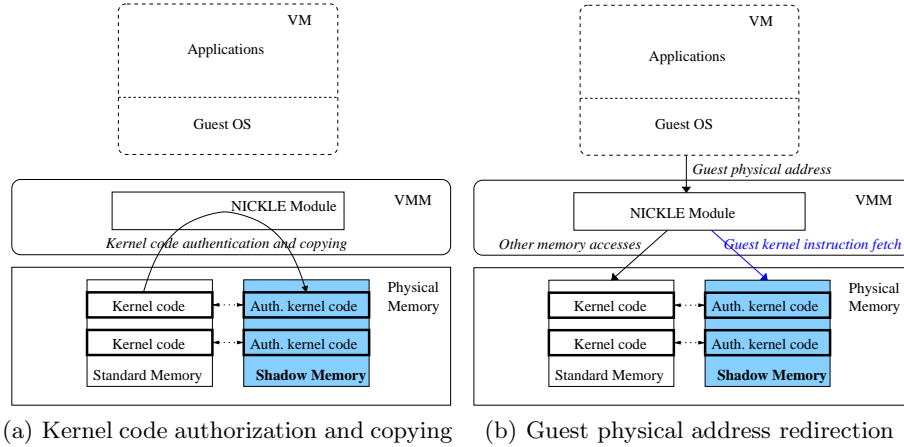 VM
Applications
Guest OS
NICKLE Module
VMM
Kernel code authentication and copying
Physical
Memory
Kernel code
Auth. kernel code
Kernel code
Auth. kernel code
Standard Memory
Shadow Memory
(a) Kernel code authorization and copying
VM
Applications
Guest OS
Guest physical address
VMM
NICKLE Module
Other memory accesses
Guest kernel instruction fetch
Physical
Memory
Kernel code
Auth. kernel code
Kernel code
Auth. kernel code
Standard Memory
Shadow Memory
(b) Guest physical address redirection